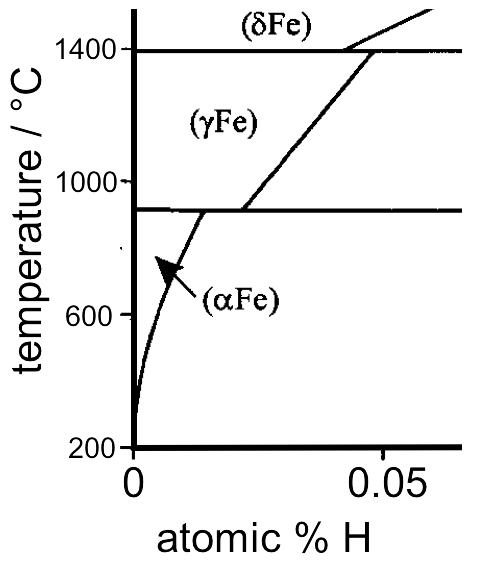 (δFe)
1400
(γFe)
temperature / °C
1000
(αFe)
600
200
0
0.05
atomic % H